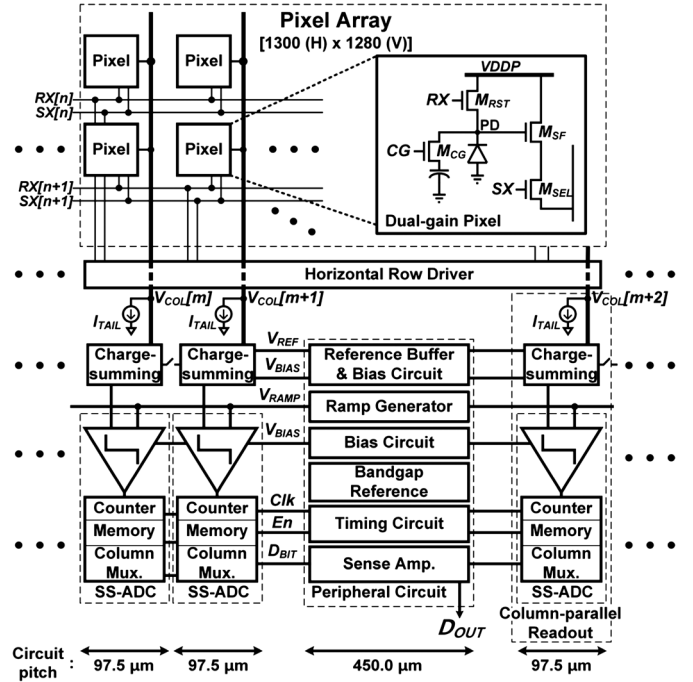 Pixel Array
[1300 (H) x 1280 (V)]
Pixel
Pixel
RX[n]
SX[n]
Pixel
Pixel
RX[n+1]
SX[n+1]
VDDP
RX
MRST
PD
MSF
CG
MCG
SX
MSEL
Dual-gain Pixel
Horizontal Row Driver
VCOL[m]
VCOL[m+1]
VCOL[m+2]
ITAIL
ITAIL
ITAIL
Charge-
summing
Charge-
summing
VREF
VBIAS
Reference Buffer
& Bias Circuit
Charge-
summing
VRAMP
Ramp Generator
VBIAS
Bias Circuit
Bandgap
Reference
Counter
Memory
Column
Mux.
SS-ADC
Counter
Memory
Column
Mux.
SS-ADC
Clk
En
DBIT
Timing Circuit
Sense Amp.
Peripheral Circuit
DOUT
Counter
Memory
Column
Mux.
SS-ADC
Column-parallel
Readout
Circuit
pitch :
97.5 µm
97.5 µm
450.0 µm
97.5 µm